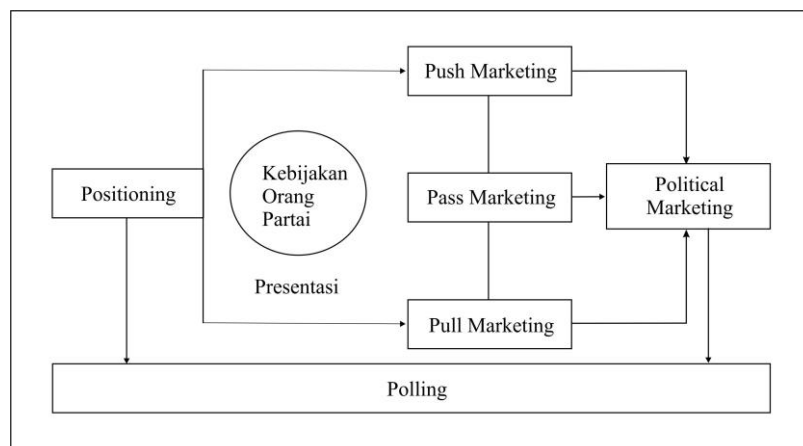 Push Marketing
Kebijakan
Orang
Partai
Positioning
Pass Marketing
Political
Marketing
Presentasi
Pull Marketing
Polling